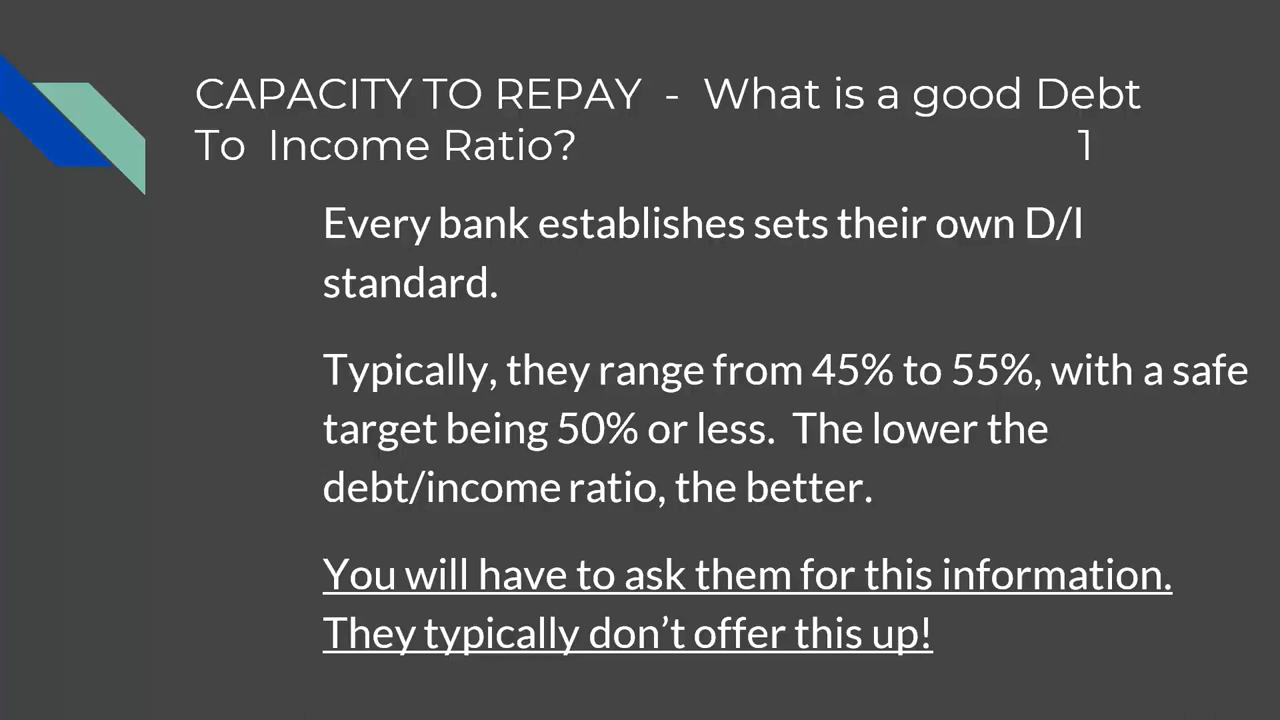 CAPACITY TO REPAY - What is a good Debt
To Income Ratio? 1
Every bank establishes sets their own D/I
standard.
Typically, they range from 45% to 55%, with a safe
target being 50% or less. The lower the
debt/income ratio, the better.
You will have to ask them for this information.
They typically don’t offer this up!